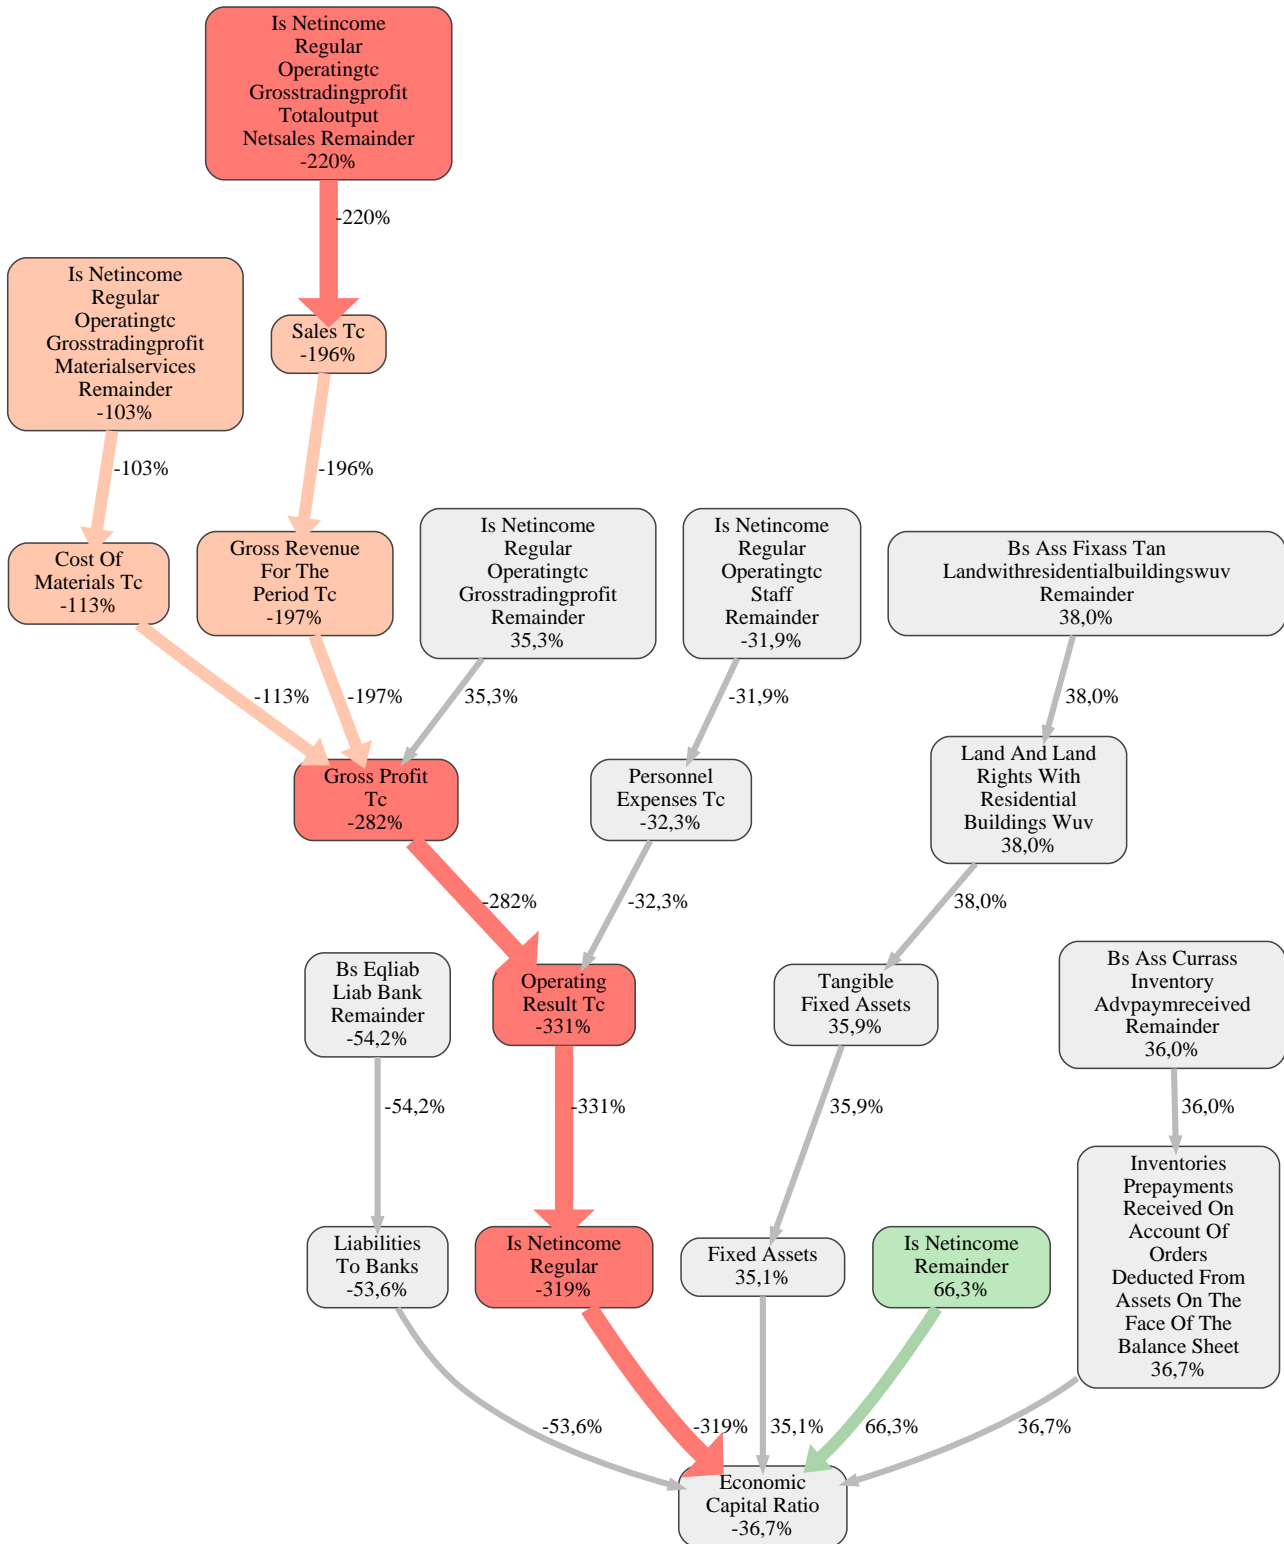 Is Netincome
Regular
Operatingtc
Grosstradingprofit
Totaloutput
Netsales Remainder
-220%
-220%
Is Netincome
Regular
Operatingtc
Grosstradingprofit
Materialservices
Remainder
-103%
Sales Tc
-196%
-103%
-196%
Cost Of
Materials Tc
-113%
Gross Revenue
For The
Period Tc
-197%
Is Netincome
Regular
Operatingtc
Grosstradingprofit
Remainder
35,3%
Is Netincome
Regular
Operatingtc
Staff
Remainder
-31,9%
Bs Ass Fixass Tan
Landwithresidentialbuildingswuv
Remainder
38,0%
-113%
-197%
35,3%
-31,9%
38,0%
Gross Profit
Tc
-282%
Personnel
Expenses Tc
-32,3%
Land And Land
Rights With
Residential
Buildings Wuv
38,0%
-282%
-32,3%
38,0%
Bs Eqliab
Liab Bank
Remainder
-54,2%
Operating
Result Tc
-331%
Tangible
Fixed Assets
35,9%
Bs Ass Currass
Inventory
Advpaymreceived
Remainder
36,0%
-54,2%
-331%
35,9%
36,0%
Liabilities
To Banks
-53,6%
Is Netincome
Regular
-319%
Fixed Assets
35,1%
Is Netincome
Remainder
66,3%
Inventories
Prepayments
Received On
Account Of
Orders
Deducted From
Assets On The
Face Of The
Balance Sheet
36,7%
-53,6%
-319%
35,1%
66,3%
36,7%
Economic
Capital Ratio
-36,7%